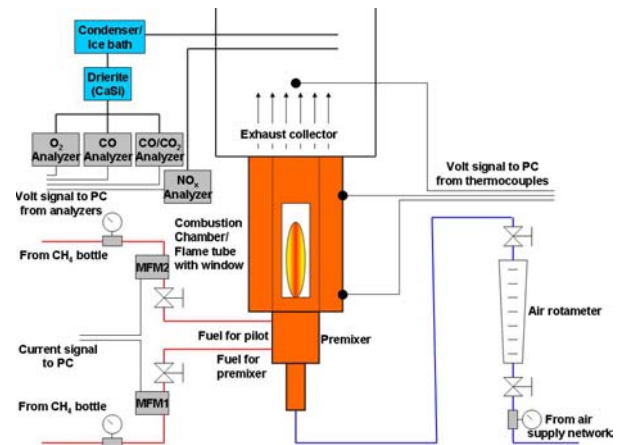 Condenser/
Ice bath
Drierite
(CaSi)
O₂
Analyzer
CO
Analyzer
CO/CO₂
Analyzer
NOₓ
Analyzer
Exhaust collector
Volt signal to PC
from analyzers
Volt signal to PC
from thermocouples
Combustion
Chamber/
Flame tube
with window
From CH₄ bottle
MFM2
Fuel for pilot
Premixer
Air rotameter
Current signal
to PC
Fuel for
premixer
From CH₄ bottle
MFM1
From air
supply network